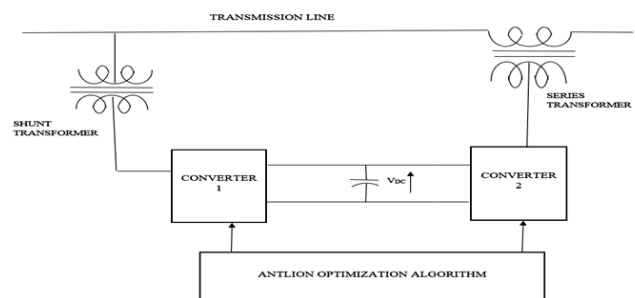 TRANSMISSION LINE
SHUNT
TRANSFORMER
SERIES
TRANSFORMER
CONVERTER
1
VDC
CONVERTER
2
ANTLION OPTIMIZATION ALGORITHM